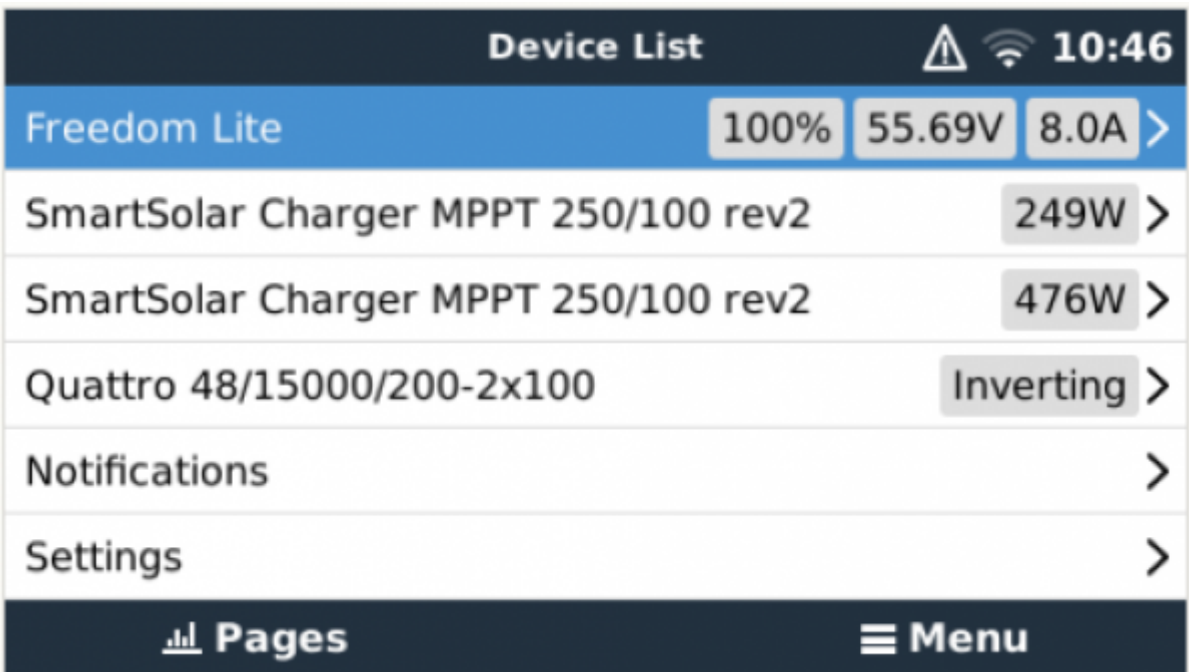 Device List 10:46
Freedom Lite 100% 55.69V 8.0A
SmartSolar Charger MPPT 250/100 rev2 249W
SmartSolar Charger MPPT 250/100 rev2 476W
Quattro 48/15000/200-2x100 Inverting
Notifications
Settings
Pages Menu